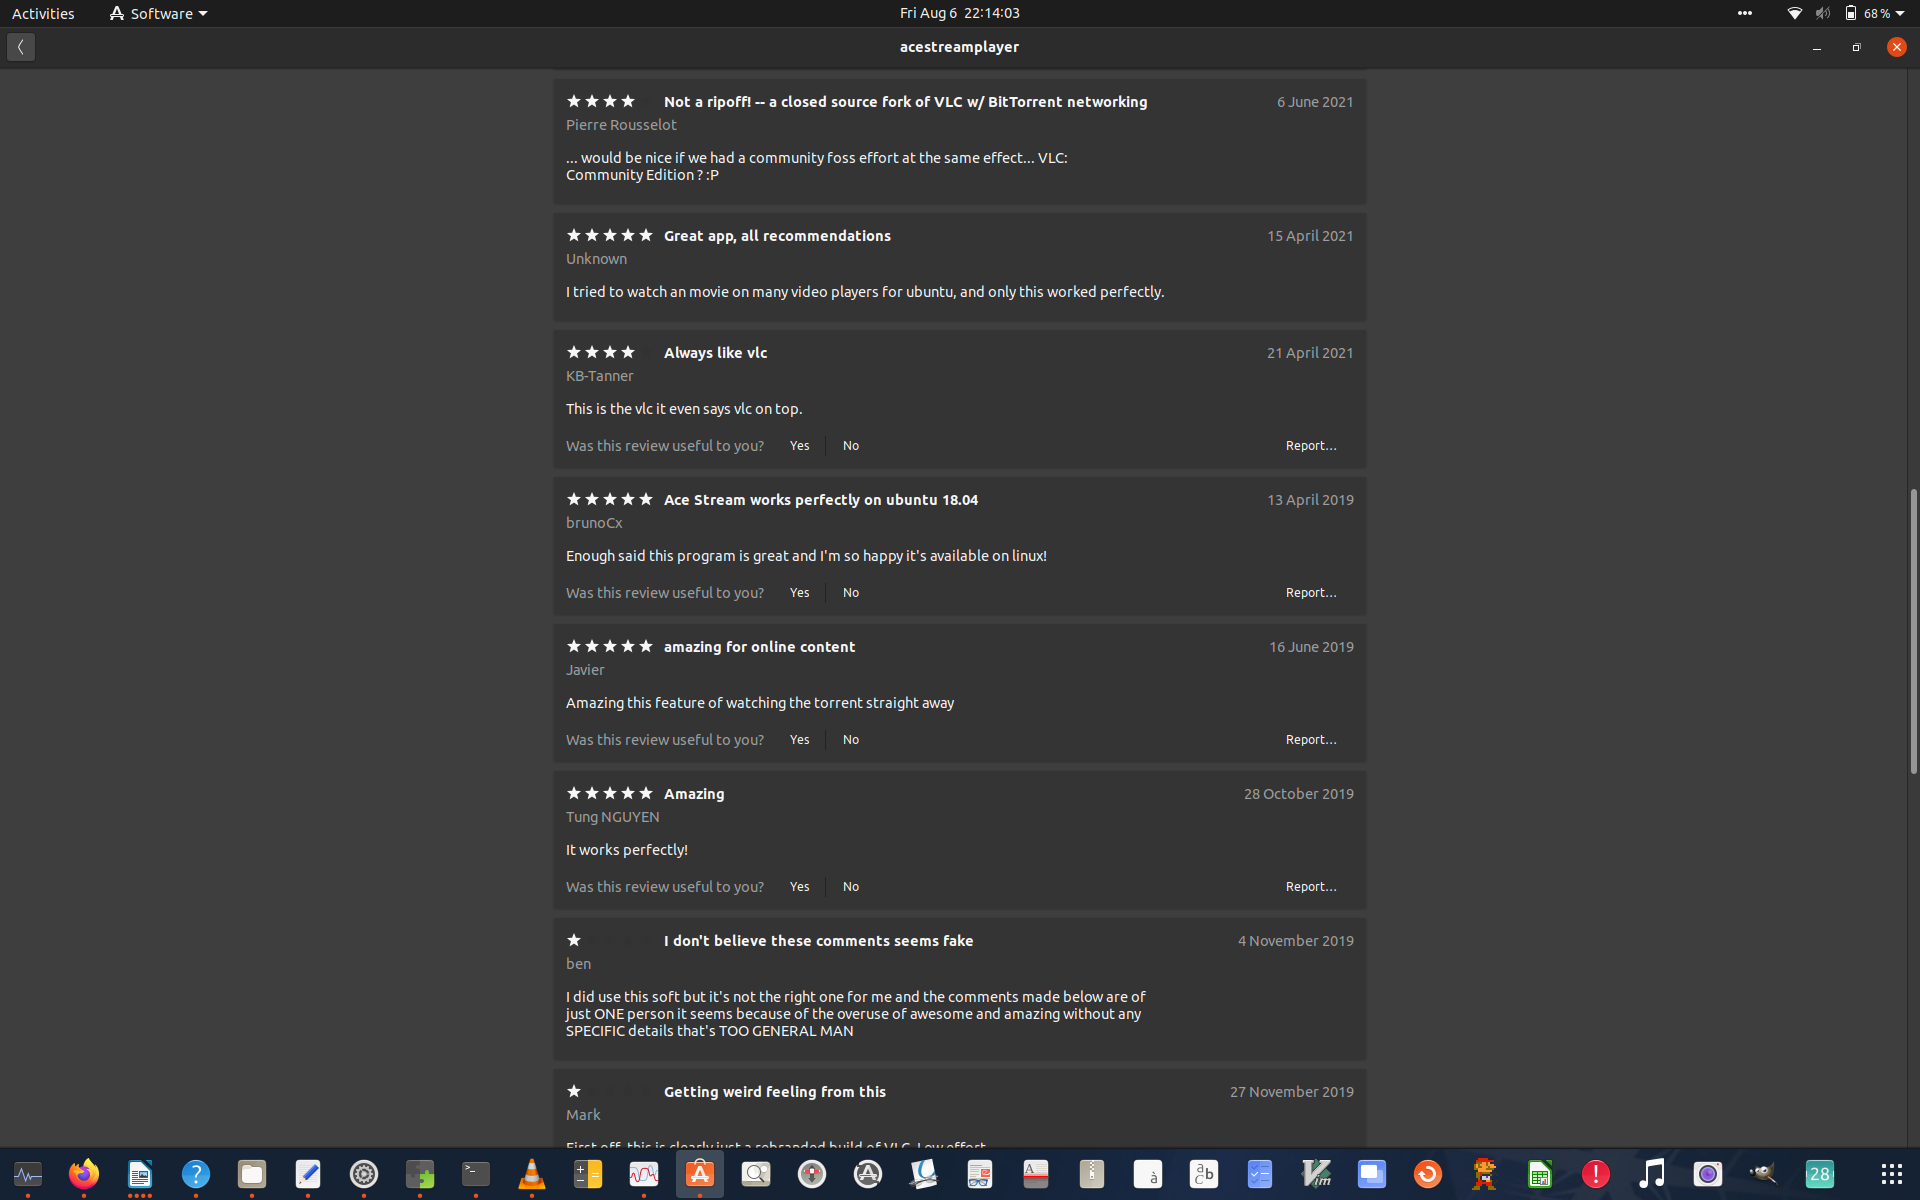 Activities
Software
Fri Aug 6 22:14:03
68 %
acestreamplayer
Not a ripoff! -- a closed source fork of VLC w/ BitTorrent networking
6 June 2021
Pierre Rousselot
... would be nice if we had a community foss effort at the same effect... VLC:
Community Edition ? :P
Great app, all recommendations
15 April 2021
Unknown
I tried to watch an movie on many video players for ubuntu, and only this worked perfectly.
Always like vlc
21 April 2021
KB-Tanner
This is the vlc it even says vlc on top.
Was this review useful to you? Yes No Report…
Ace Stream works perfectly on ubuntu 18.04
13 April 2019
brunoCx
Enough said this program is great and I'm so happy it's available on linux!
Was this review useful to you? Yes No Report…
amazing for online content
16 June 2019
Javier
Amazing this feature of watching the torrent straight away
Was this review useful to you? Yes No Report…
Amazing
28 October 2019
Tung NGUYEN
It works perfectly!
Was this review useful to you? Yes No Report…
I don't believe these comments seems fake
4 November 2019
ben
I did use this soft but it's not the right one for me and the comments made below are of
just ONE person it seems because of the overuse of awesome and amazing without any
SPECIFIC details that's TOO GENERAL MAN
Getting weird feeling from this
27 November 2019
Mark
First off, this is clearly just a rebranded build of VLC. Low effort
28